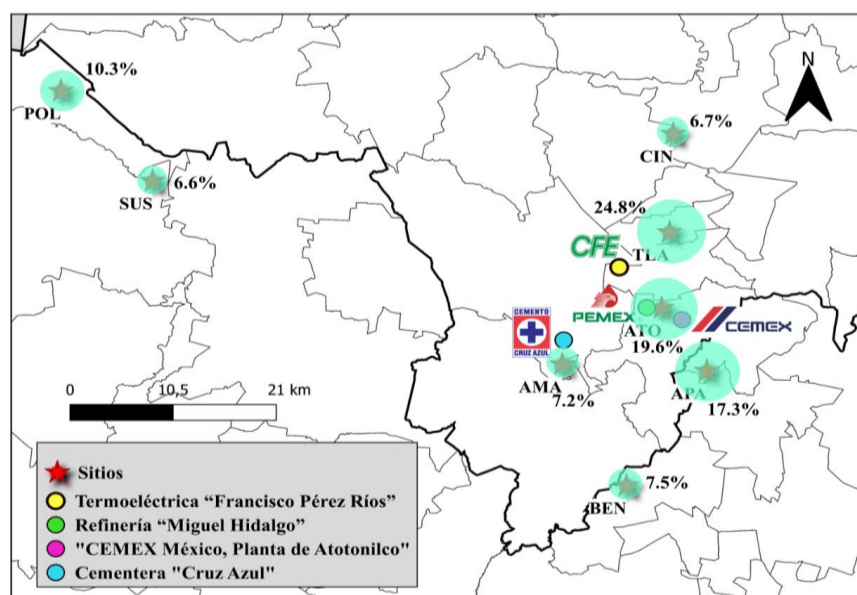 N
10.3%
POL
6.7%
CIN
6.6%
SUS
24.8%
CFE
TLA
CEMENTO
CRUZ AZUL
PEMEX
ATO
CEMEX
19.6%
AMA
7.2%
APA
17.3%
0 10,5 21 km
7.5%
BEN
Sitios
Termoeléctrica “Francisco Pérez Ríos”
Refinería “Miguel Hidalgo”
"CEMEX México, Planta de Atotonilco"
Cementera "Cruz Azul"